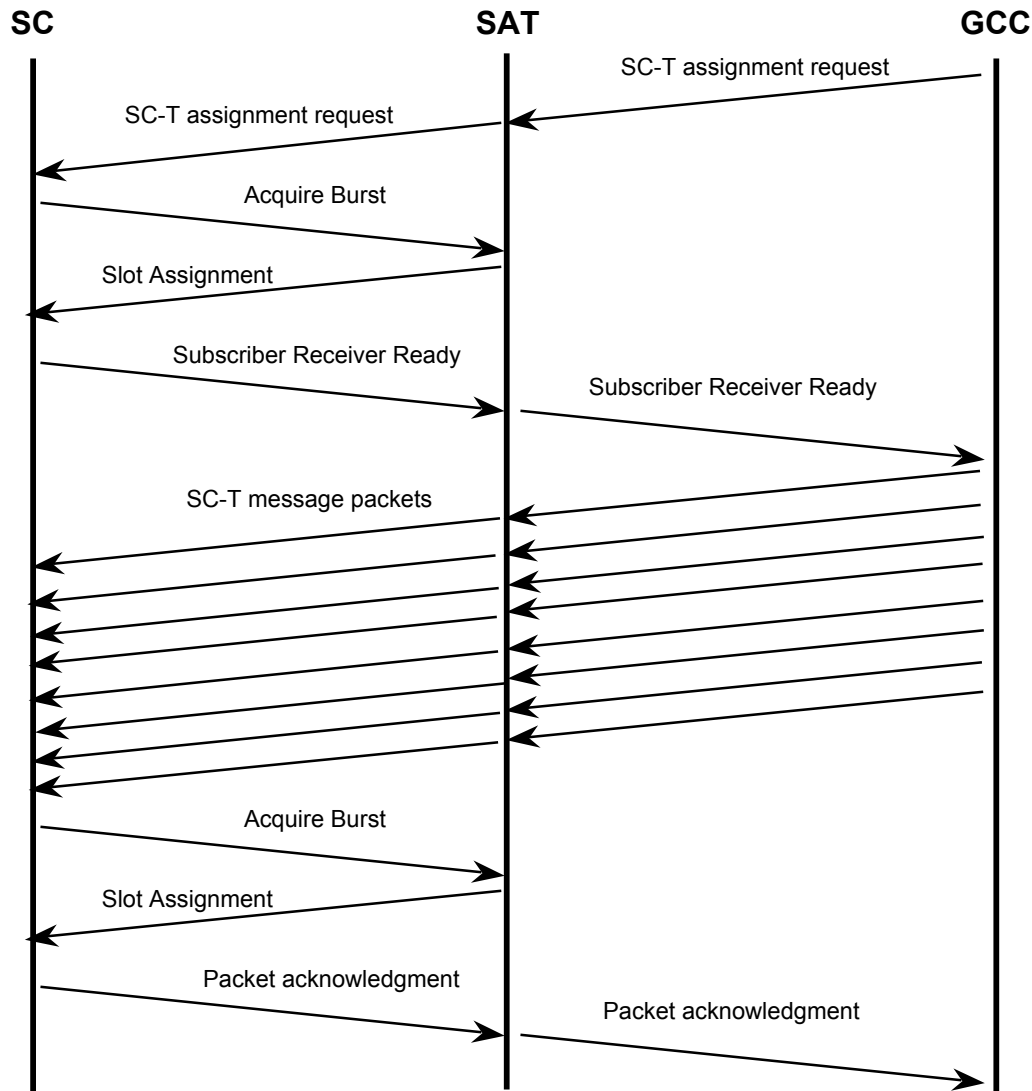 SC
SAT
GCC
SC-T assignment request
SC-T assignment request
Acquire Burst
Slot Assignment
Subscriber Receiver Ready
Subscriber Receiver Ready
SC-T message packets
Acquire Burst
Slot Assignment
Packet acknowledgment
Packet acknowledgment